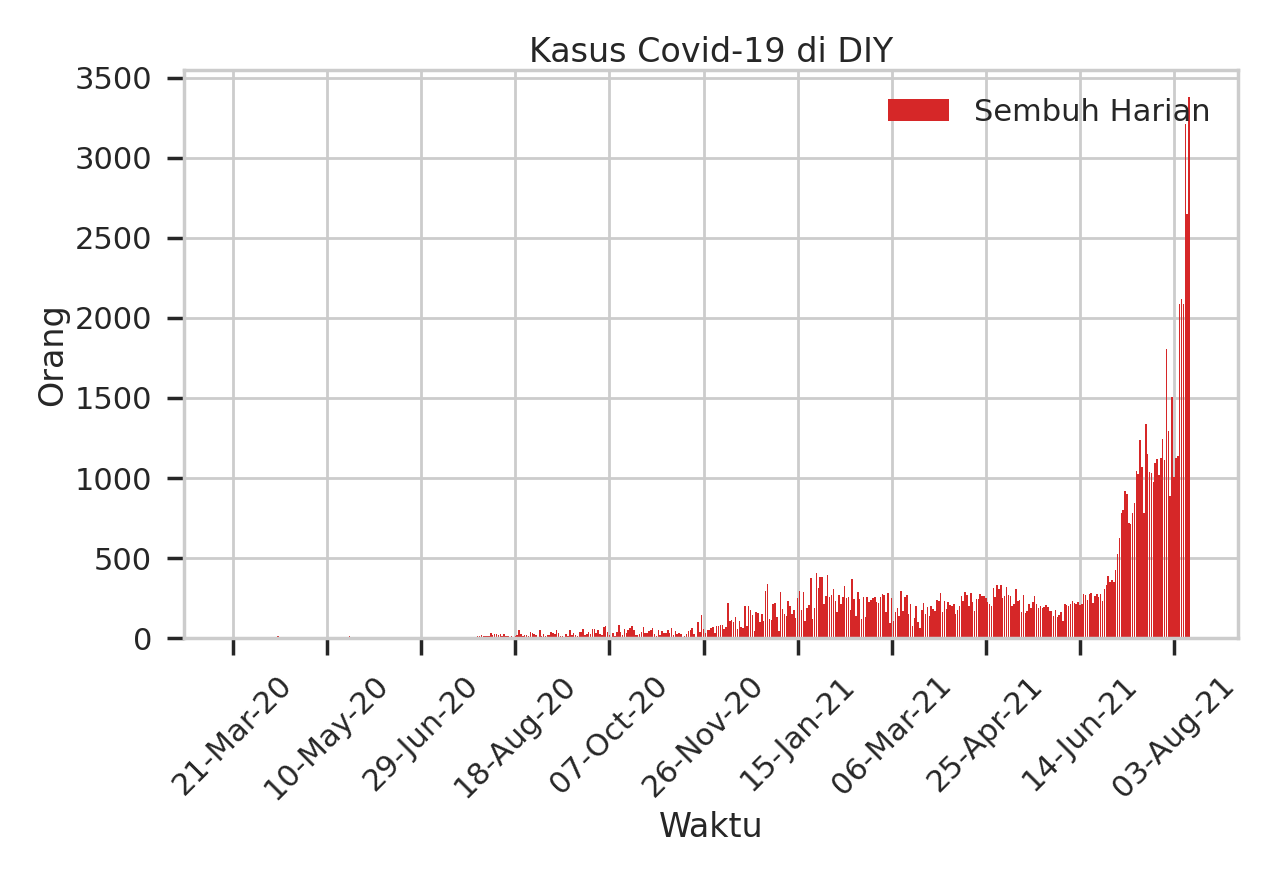 Kasus Covid-19 di DIY
Sembuh Harian
Orang
3500
3000
2500
2000
1500
1000
500
0
21-Mar-20
10-May-20
29-Jun-20
18-Aug-20
07-Oct-20
26-Nov-20
15-Jan-21
06-Mar-21
25-Apr-21
14-Jun-21
03-Aug-21
Waktu